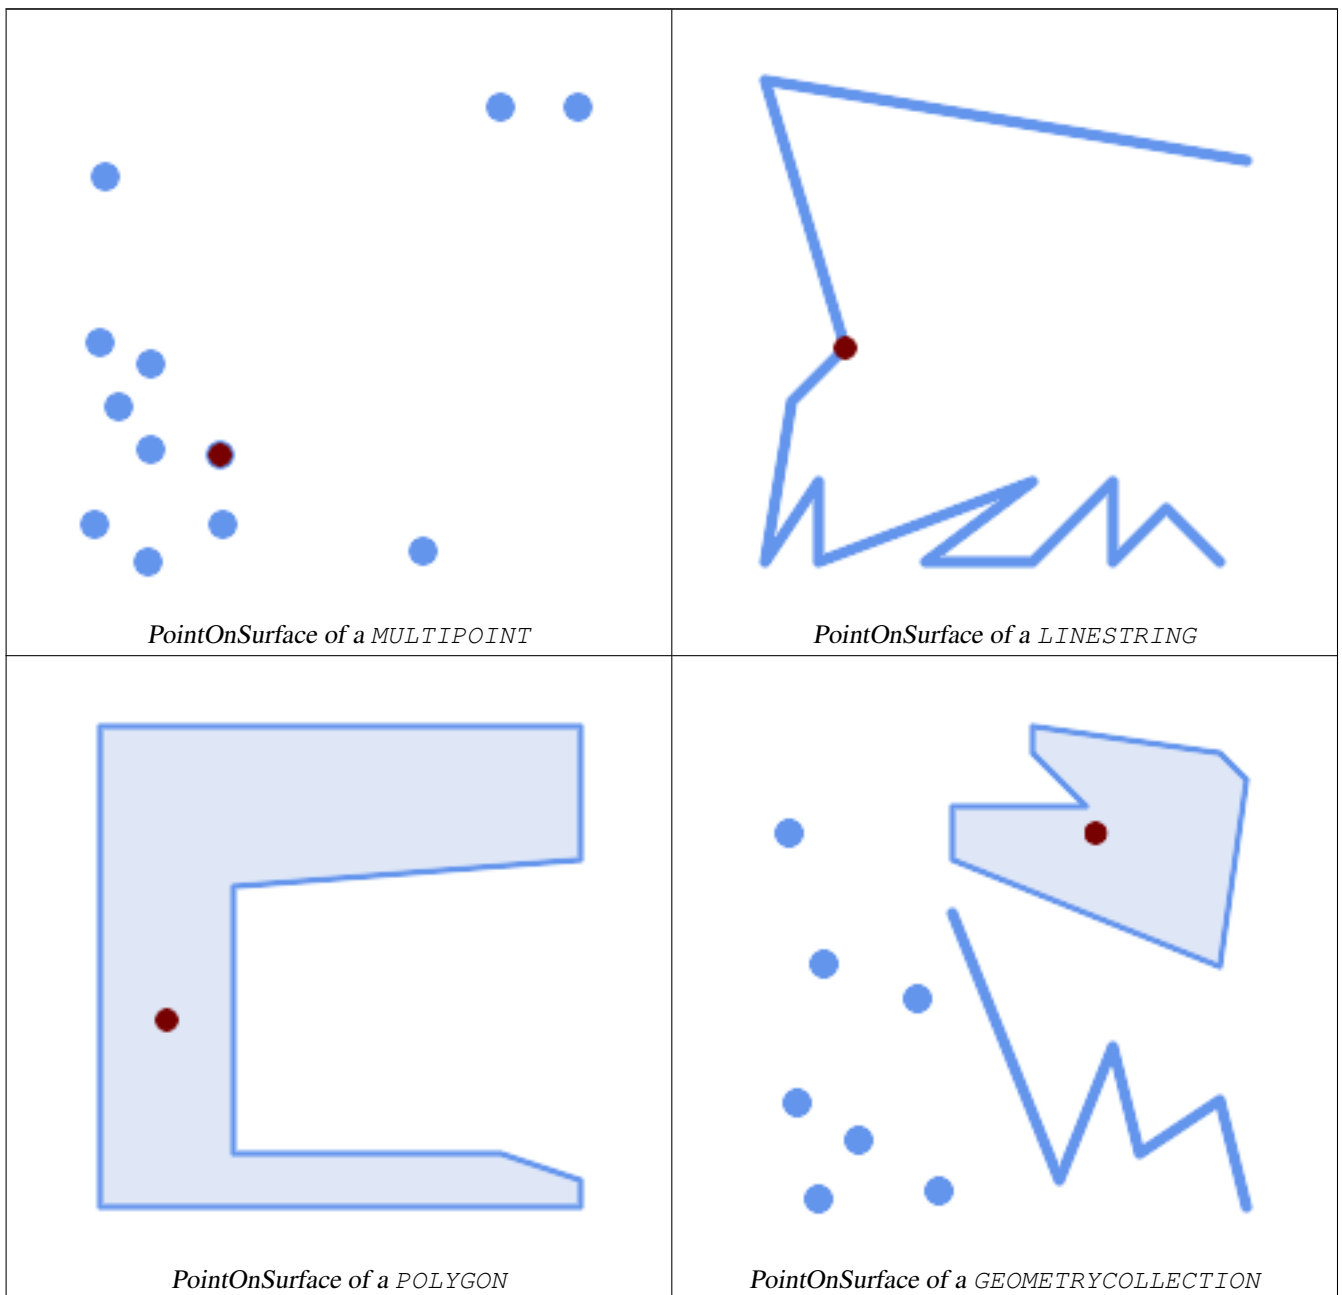 PointOnSurface of a MULTIPOINT
PointOnSurface of a LINESTRING
PointOnSurface of a POLYGON
PointOnSurface of a GEOMETRYCOLLECTION